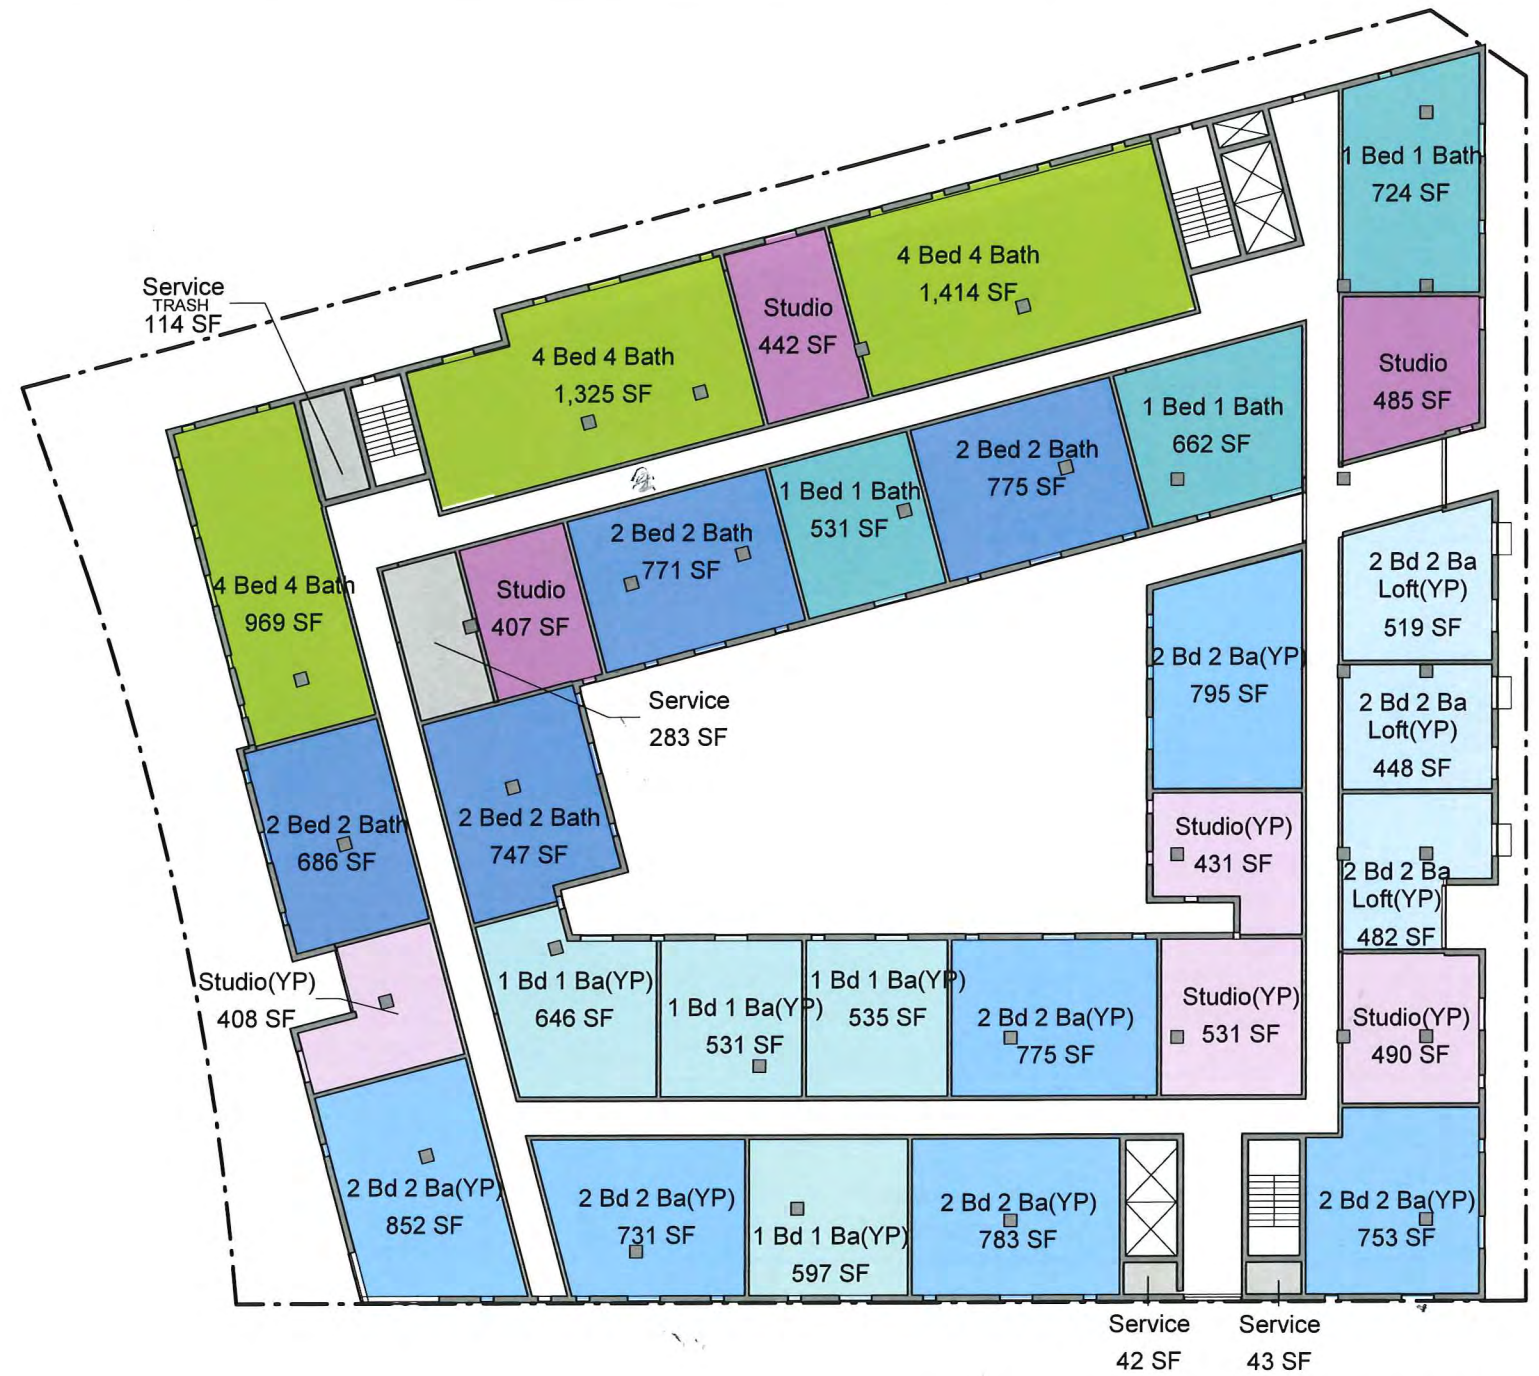 1 Bed 1 Bath
724 SF
4 Bed 4 Bath
1,414 SF
Service
TRASH
114 SF
Studio
442 SF
4 Bed 4 Bath
1,325 SF
Studio
485 SF
1 Bed 1 Bath
662 SF
2 Bed 2 Bath
775 SF
1 Bed 1 Bath
531 SF
2 Bed 2 Bath
771 SF
Studio
407 SF
4 Bed 4 Bath
969 SF
2 Bd 2 Ba
Loft(YP)
519 SF
2 Bd 2 Ba(YP)
795 SF
Service
283 SF
2 Bd 2 Ba
Loft(YP)
448 SF
2 Bed 2 Bath
686 SF
2 Bed 2 Bath
747 SF
Studio(YP)
431 SF
2 Bd 2 Ba
Loft(YP)
482 SF
Studio(YP)
408 SF
1 Bd 1 Ba(YP)
646 SF
1 Bd 1 Ba(YP)
531 SF
1 Bd 1 Ba(YP)
535 SF
2 Bd 2 Ba(YP)
775 SF
Studio(YP)
531 SF
Studio(YP)
490 SF
2 Bd 2 Ba(YP)
852 SF
2 Bd 2 Ba(YP)
731 SF
1 Bd 1 Ba(YP)
597 SF
2 Bd 2 Ba(YP)
783 SF
2 Bd 2 Ba(YP)
753 SF
Service
42 SF
Service
43 SF